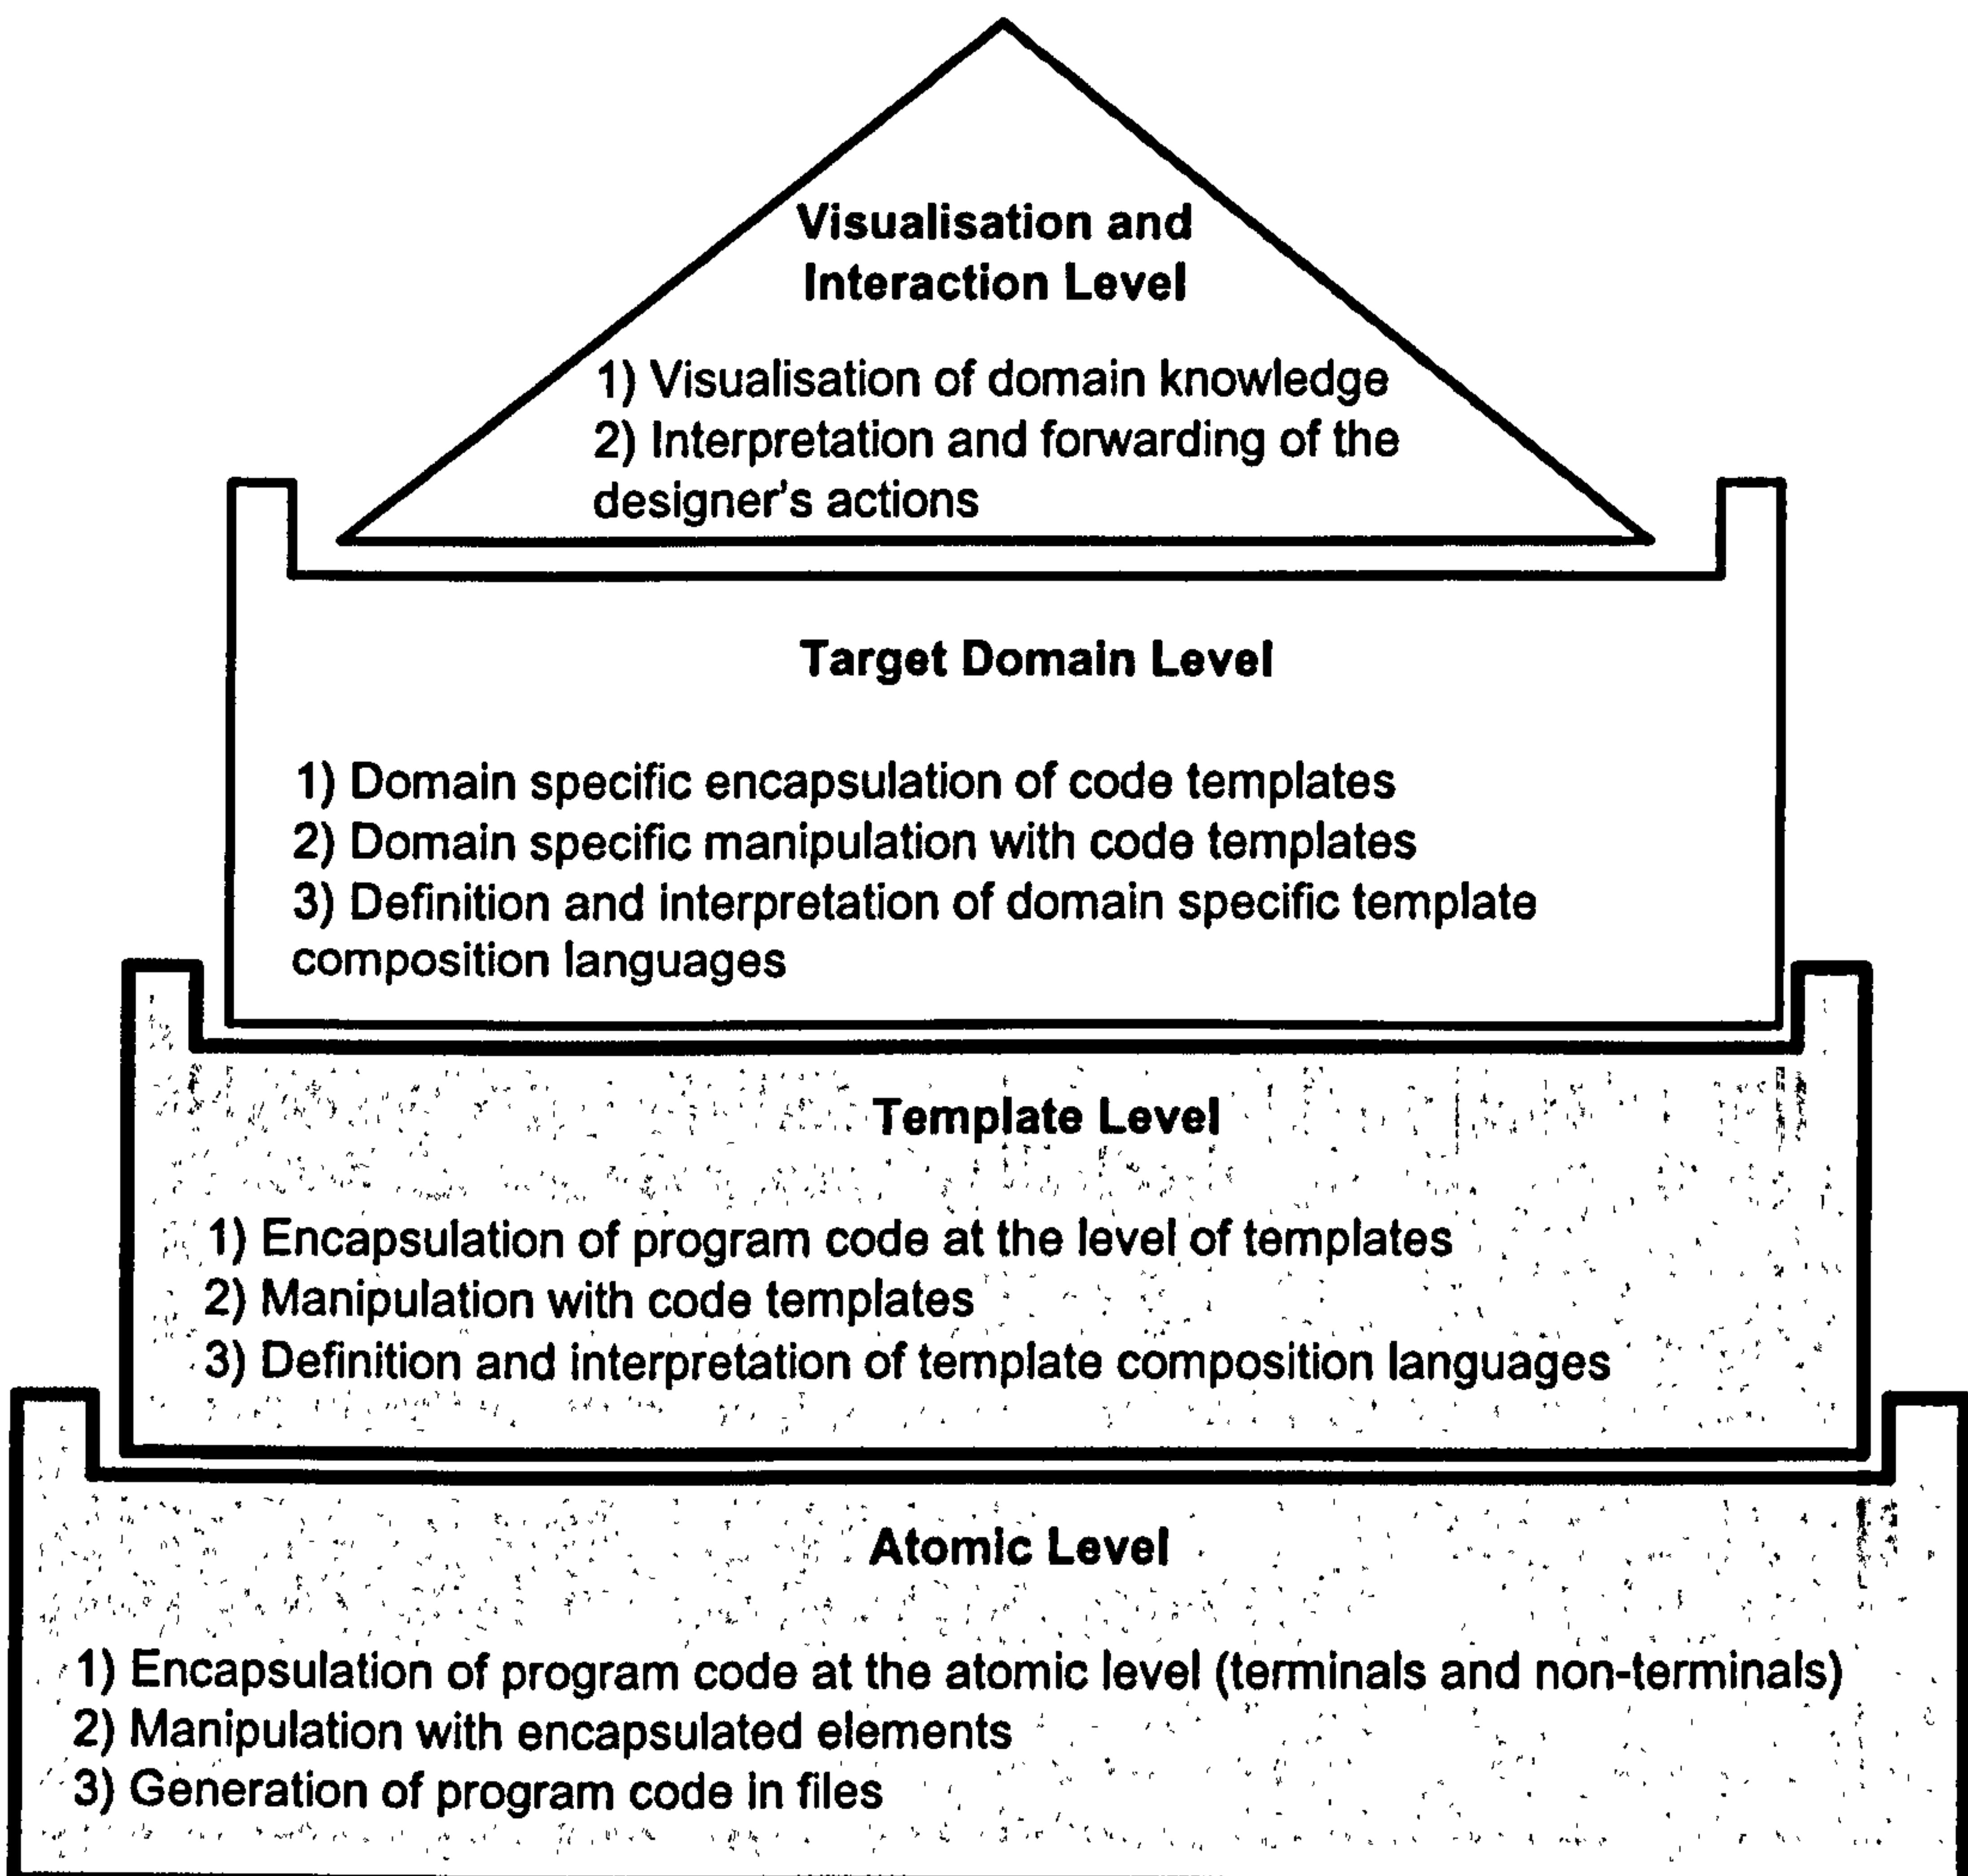 Visualisation and
Interaction Level
1) Visualisation of domain knowledge
2) Interpretation and forwarding of the
designer's actions
Target Domain Level
1) Domain specific encapsulation of code templates
2) Domain specific manipulation with code templates
3) Definition and interpretation of domain specific template
composition languages
Template Level
1) Encapsulation of program code at the level of templates
2) Manipulation with code templates
3) Definition and interpretation of template composition languages
Atomic Level
1) Encapsulation of program code at the atomic level (terminals and non-terminals)
2) Manipulation with encapsulated elements
3) Generation of program code in files